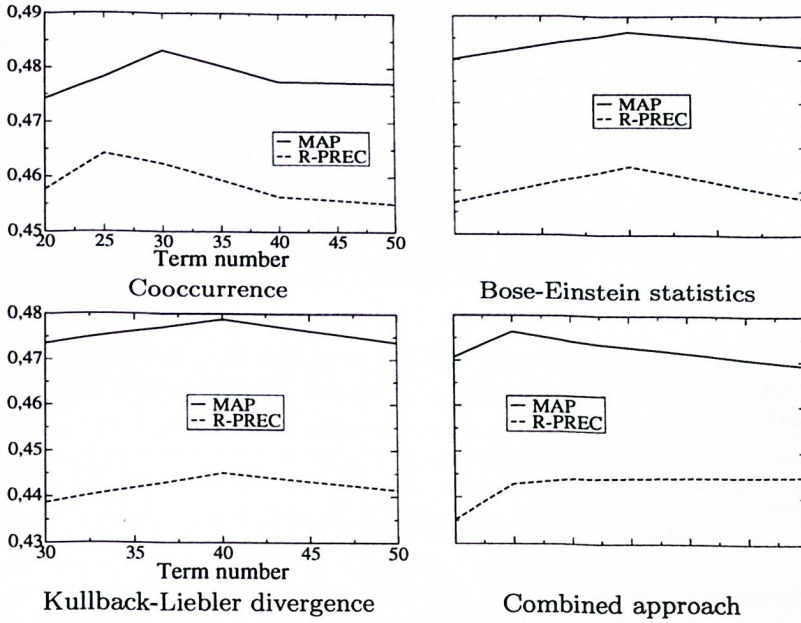 0,49
0,48
0,47
0,46
0,45
MAP
R-PREC
20 25 30 35 40 45 50
Term number
Cooccurrence
MAP
R-PREC
Bose-Einstein statistics
0,48
0,47
0,46
0,45
0,44
0,43
MAP
R-PREC
30 35 40 45 50
Term number
Kullback-Liebler divergence
MAP
R-PREC
Combined approach